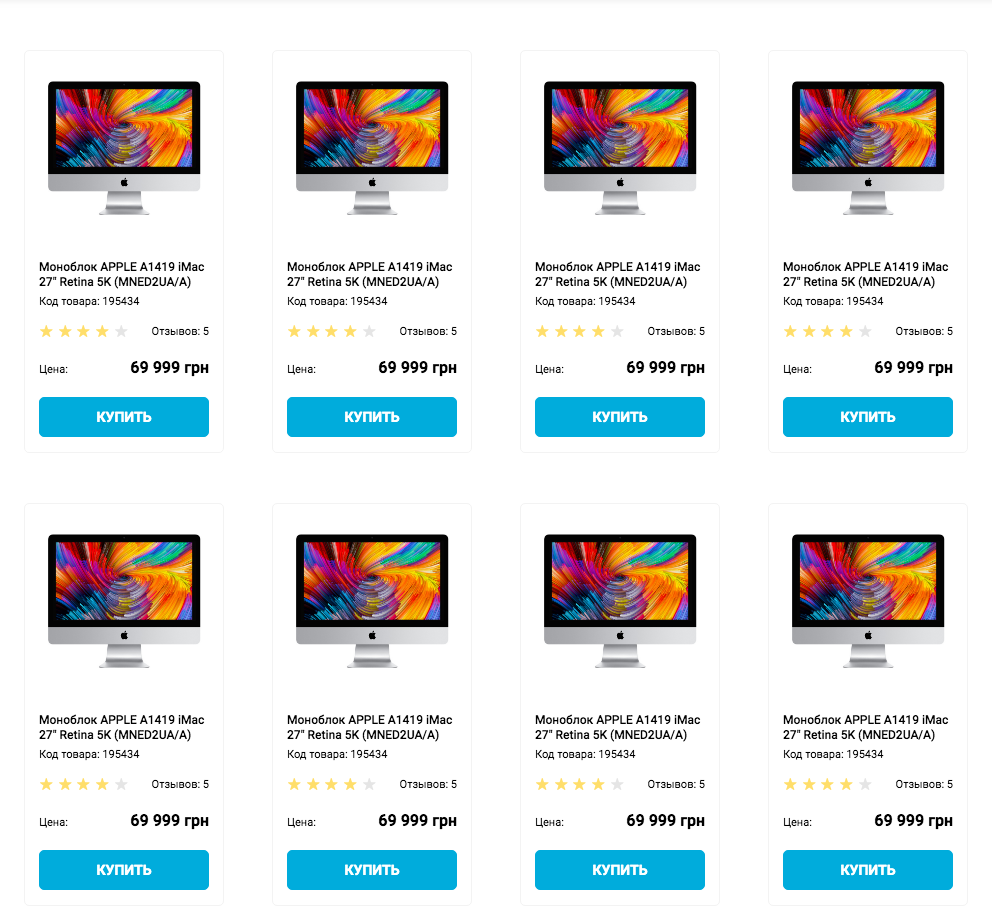 Моноблок APPLE A1419 iMac
27" Retina 5K (MNED2UA/A)
Код товара: 195434
Отзывов: 5
Цена: 69 999 грн
КУПИТЬ
Моноблок APPLE A1419 iMac
27" Retina 5K (MNED2UA/A)
Код товара: 195434
Отзывов: 5
Цена: 69 999 грн
КУПИТЬ
Моноблок APPLE A1419 iMac
27" Retina 5K (MNED2UA/A)
Код товара: 195434
Отзывов: 5
Цена: 69 999 грн
КУПИТЬ
Моноблок APPLE A1419 iMac
27" Retina 5K (MNED2UA/A)
Код товара: 195434
Отзывов: 5
Цена: 69 999 грн
КУПИТЬ
Моноблок APPLE A1419 iMac
27" Retina 5K (MNED2UA/A)
Код товара: 195434
Отзывов: 5
Цена: 69 999 грн
КУПИТЬ
Моноблок APPLE A1419 iMac
27" Retina 5K (MNED2UA/A)
Код товара: 195434
Отзывов: 5
Цена: 69 999 грн
КУПИТЬ
Моноблок APPLE A1419 iMac
27" Retina 5K (MNED2UA/A)
Код товара: 195434
Отзывов: 5
Цена: 69 999 грн
КУПИТЬ
Моноблок APPLE A1419 iMac
27" Retina 5K (MNED2UA/A)
Код товара: 195434
Отзывов: 5
Цена: 69 999 грн
КУПИТЬ